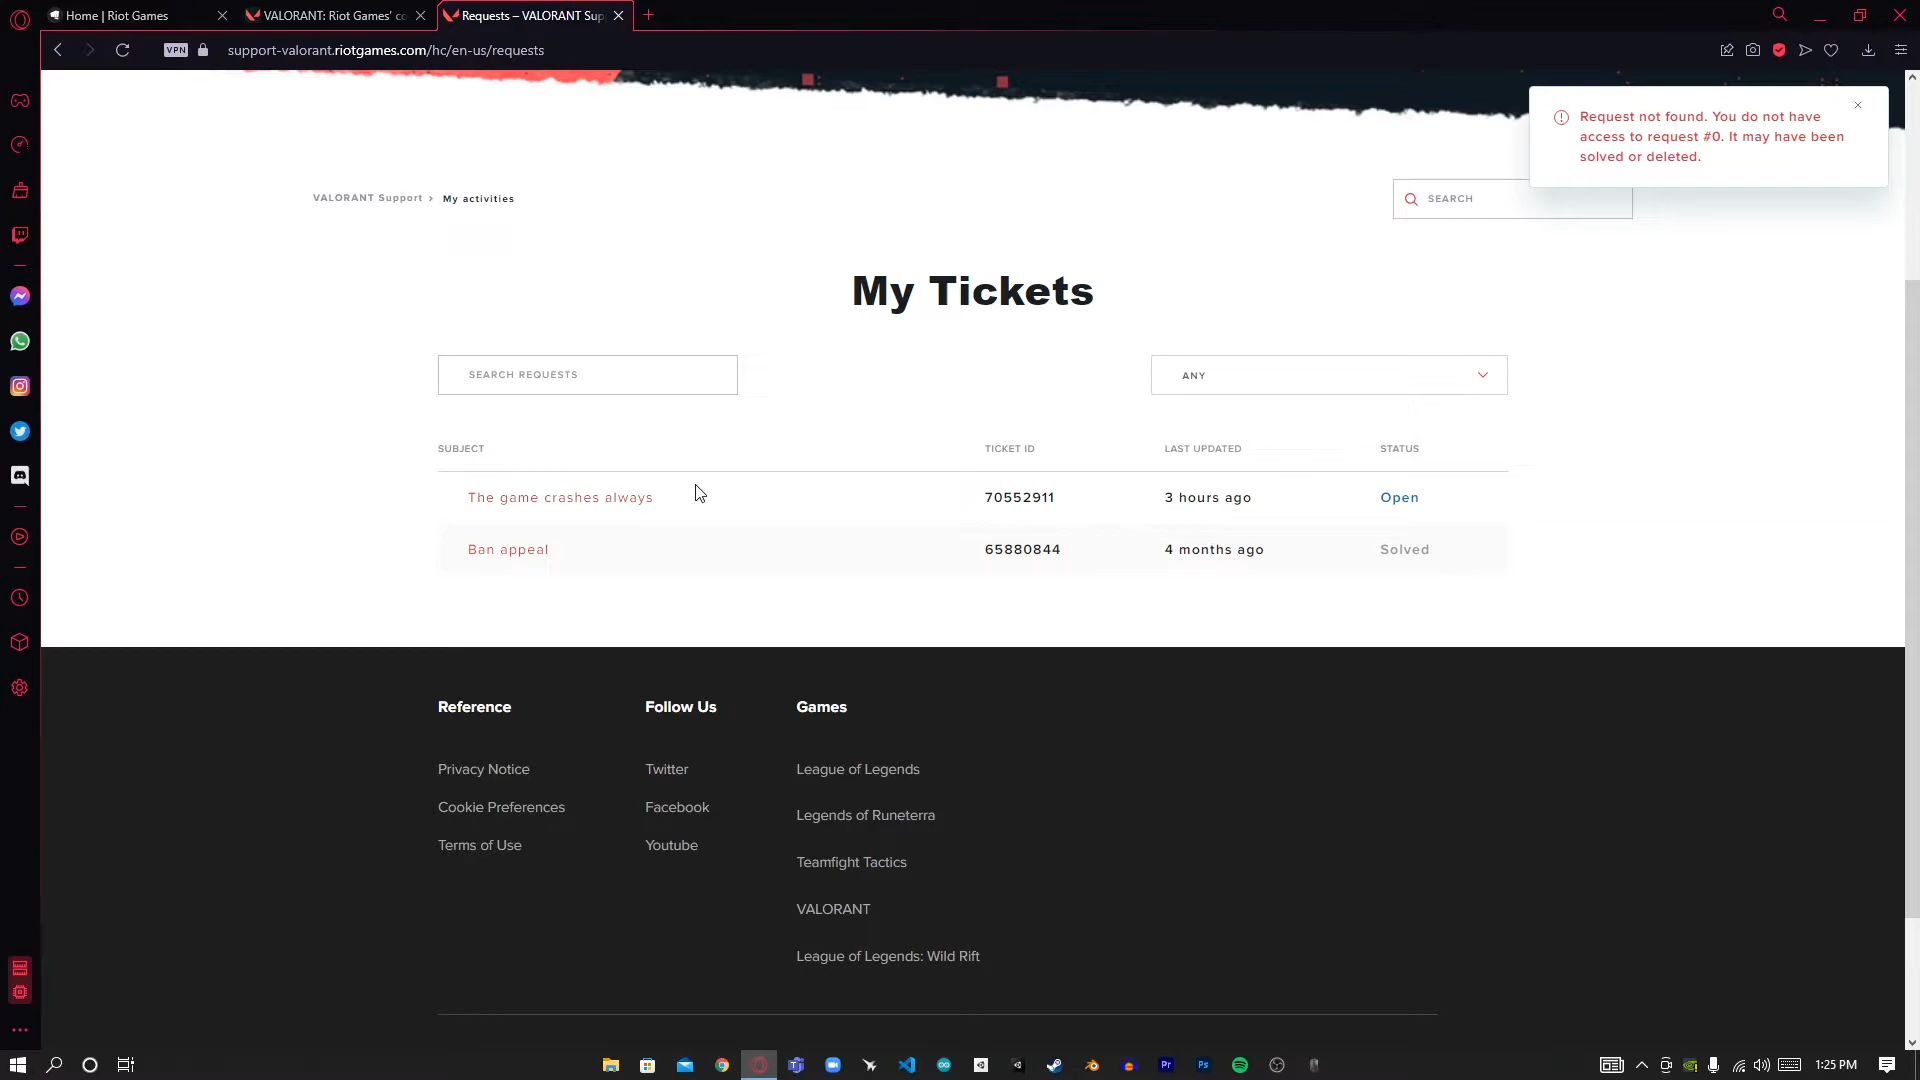 Home | Riot Games
VALORANT: Riot Games' co
Requests – VALORANT Sup
VPN
support-valorant.riotgames.com/hc/en-us/requests
Request not found. You do not have
access to request #0. It may have been
solved or deleted.
VALORANT Support > My activities
SEARCH
My Tickets
SEARCH REQUESTS
ANY
SUBJECT TICKET ID LAST UPDATED STATUS
The game crashes always 70552911 3 hours ago Open
Ban appeal 65880844 4 months ago Solved
Reference
Privacy Notice
Cookie Preferences
Terms of Use
Follow Us
Twitter
Facebook
Youtube
Games
League of Legends
Legends of Runeterra
Teamfight Tactics
VALORANT
League of Legends: Wild Rift
Pr
Ps
1:25 PM